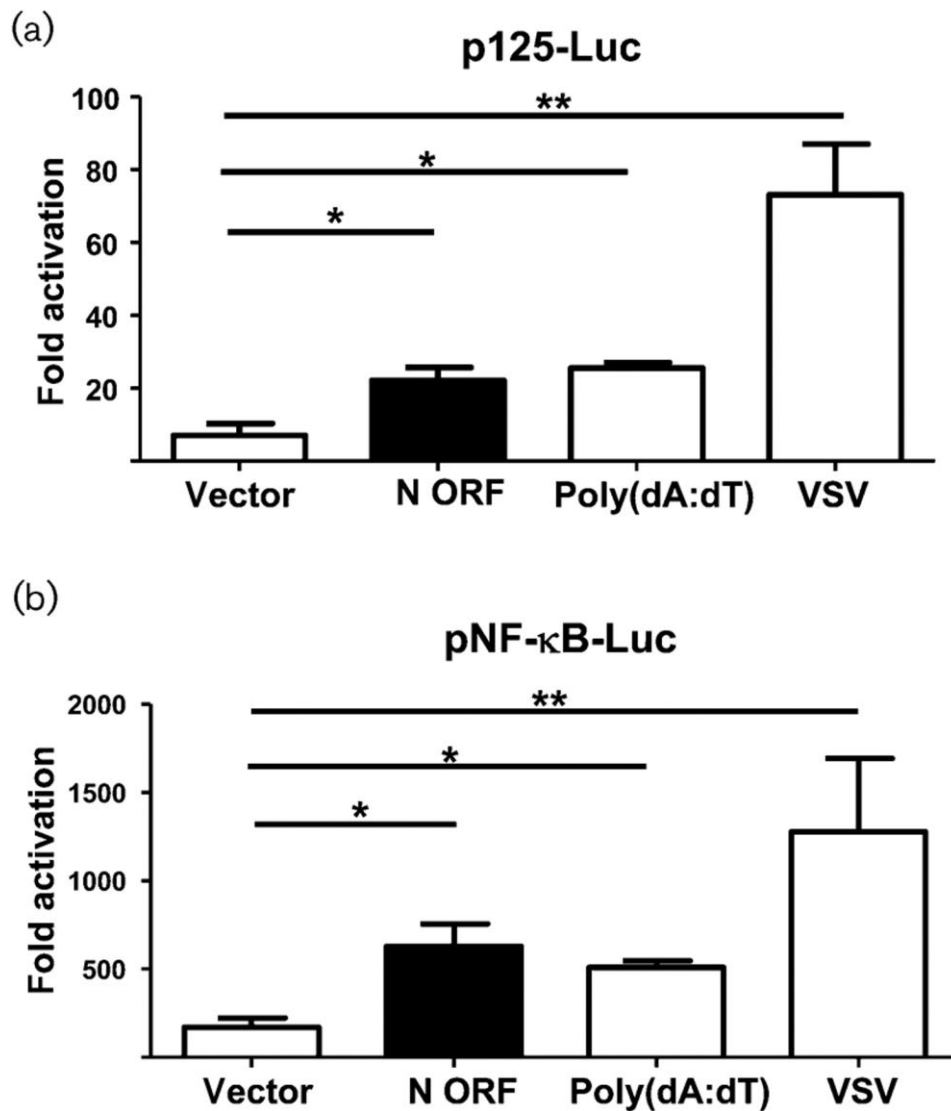 (a)
p125-Luc
Fold activation
100
80
60
40
20
**
*
*
Vector N ORF Poly(dA:dT) VSV
(b)
pNF-κB-Luc
Fold activation
2000
1500
1000
500
**
*
*
Vector N ORF Poly(dA:dT) VSV